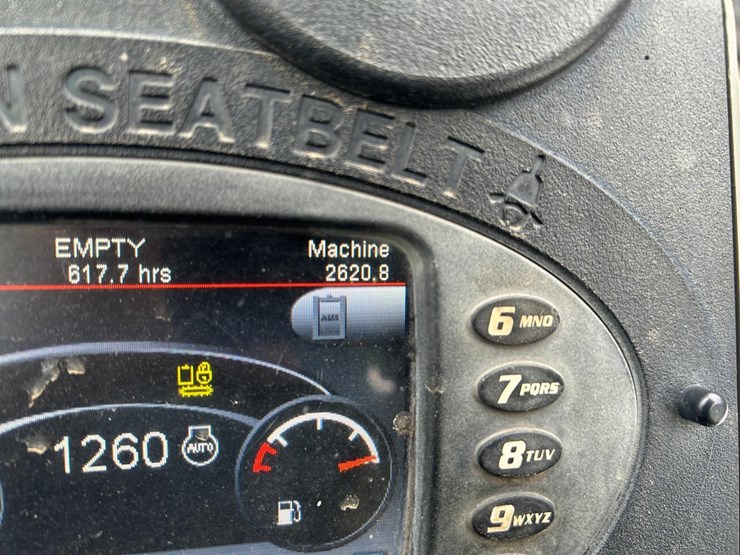 N SEATBELT
EMPTY
617.7 hrs
Machine
2620.8
AUX
1260
AUTO
6 MNO
7 PQRS
8 TUV
9 WXYZ